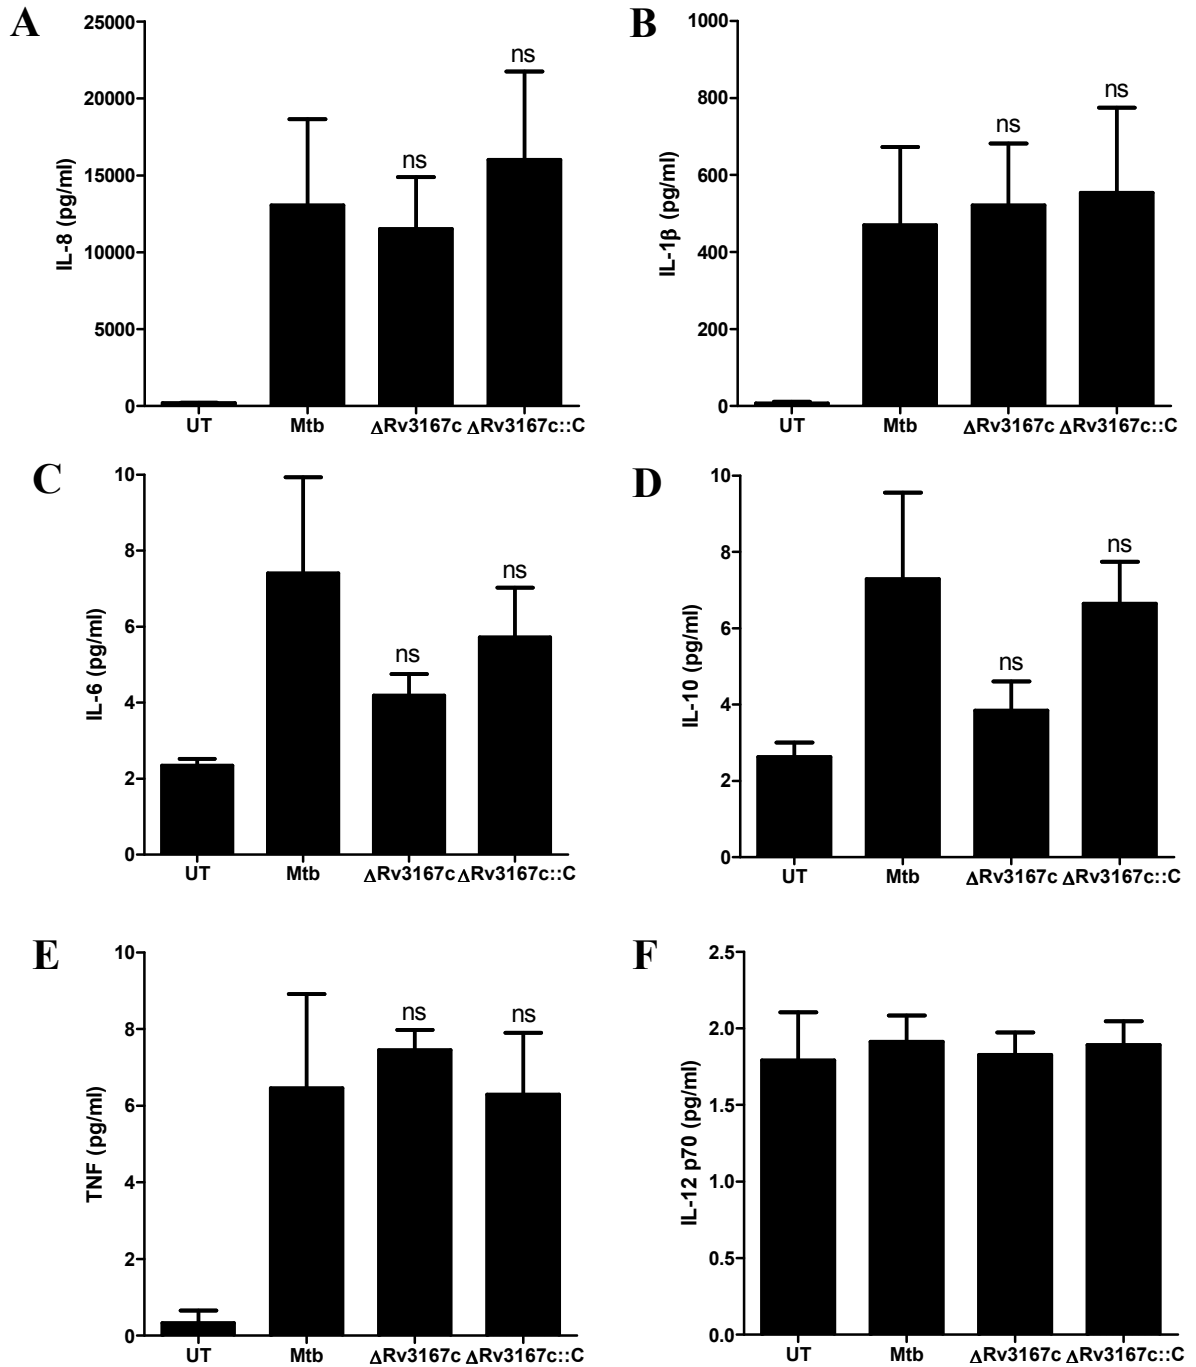 A
IL-8 (pg/ml)
25000
20000
15000
10000
5000
0
ns
ns
UT Mtb ΔRv3167c ΔRv3167c::C
B
IL-1β (pg/ml)
1000
800
600
400
200
0
ns
ns
UT Mtb ΔRv3167c ΔRv3167c::C
C
IL-6 (pg/ml)
10
8
6
4
2
0
ns
ns
UT Mtb ΔRv3167c ΔRv3167c::C
D
IL-10 (pg/ml)
10
8
6
4
2
0
ns
ns
UT Mtb ΔRv3167c ΔRv3167c::C
E
TNF (pg/ml)
10
8
6
4
2
0
ns
ns
UT Mtb ΔRv3167c ΔRv3167c::C
F
IL-12 p70 (pg/ml)
2.5
2.0
1.5
1.0
0.5
0.0
UT Mtb ΔRv3167c ΔRv3167c::C